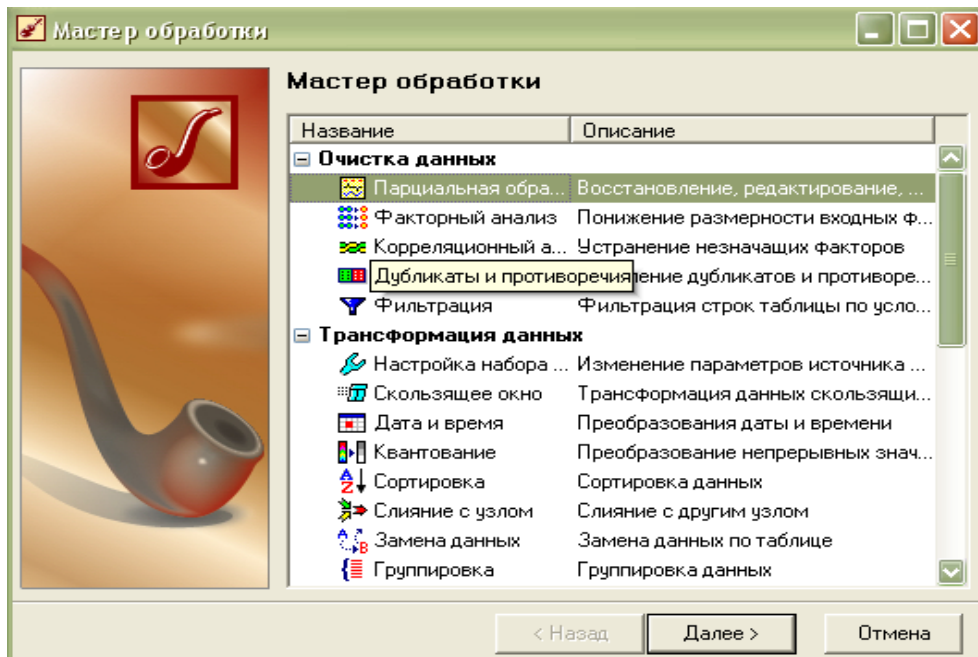 Мастер обработки
Мастер обработки
Название Описание
Очистка данных
Парциальная обра... Восстановление, редактирование, ...
Факторный анализ Понижение размерности входных ф...
Корреляционный а... Устранение незначащих факторов
Дубликаты и противоречия ление дубликатов и противоре...
Фильтрация Фильтрация строк таблицы по усло...
Трансформация данных
Настройка набора ... Изменение параметров источника ...
Скользящее окно Трансформация данных скользящи...
Дата и время Преобразования даты и времени
Квантование Преобразование непрерывных знач...
Сортировка Сортировка данных
Слияние с узлом Слияние с другим узлом
Замена данных Замена данных по таблице
Группировка Группировка данных
< Назад Далее > Отмена